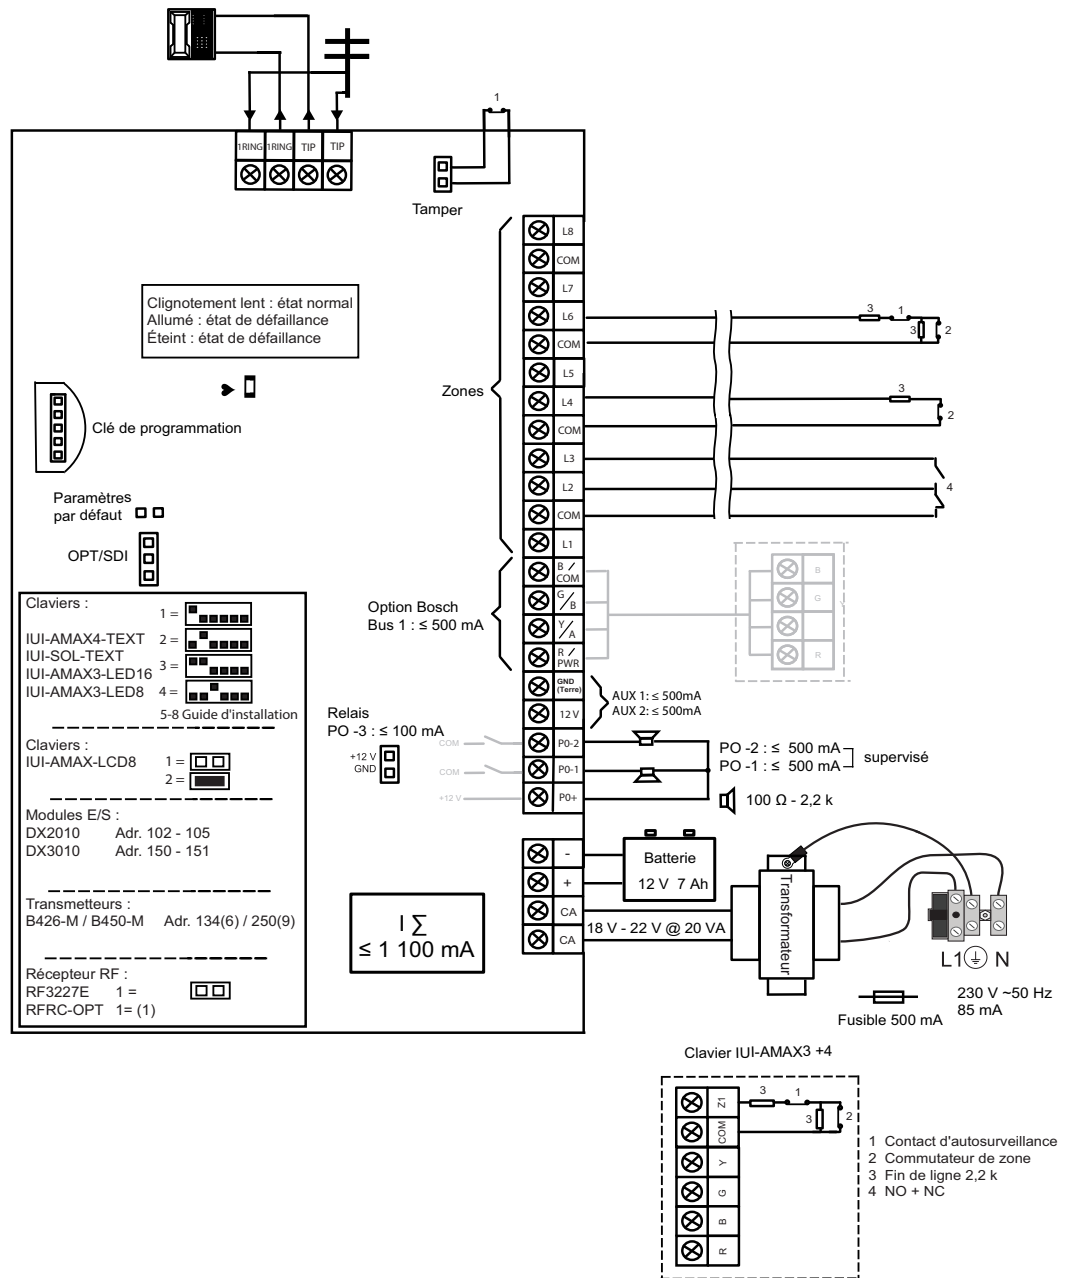 1
1RING 1RING TIP TIP
Tamper
L8
COM
L7
L6
COM
L5
L4
COM
L3
L2
COM
L1
B / COM
G / B
Y / A
R / PWR
GND (Terre)
12 V
P0-2
P0-1
P0+
-
+
CA
CA
Clignotement lent : état normal
Allumé : état de défaillance
Éteint : état de défaillance
Zones
3 1
3 2
3
2
4
Clé de programmation
Paramètres
par défaut
OPT/SDI
B
G
Y
R
Option Bosch
Bus 1 : ≤ 500 mA
Claviers :
1 =
IUI-AMAX4-TEXT 2 =
IUI-SOL-TEXT
IUI-AMAX3-LED16 3 =
IUI-AMAX3-LED8 4 =
5-8 Guide d'installation
Claviers :
IUI-AMAX-LCD8 1 =
2 =
Modules E/S :
DX2010 Adr. 102 - 105
DX3010 Adr. 150 - 151
Transmetteurs :
B426-M / B450-M Adr. 134(6) / 250(9)
Récepteur RF :
RF3227E 1 =
RFRC-OPT 1= (1)
AUX 1: ≤ 500mA
AUX 2: ≤ 500mA
Relais
PO -3 : ≤ 100 mA
+12 V
GND
COM
COM
+12 V
PO -2 : ≤ 500 mA
PO -1 : ≤ 500 mA
supervisé
100 Ω - 2,2 k
Batterie
12 V 7 Ah
I ∑
≤ 1 100 mA
18 V - 22 V @ 20 VA
Transformateur
L1 N
Fusible 500 mA
230 V ~50 Hz
85 mA
Clavier IUI-AMAX3 +4
Z1
COM
Y
G
B
R
3 1
3 2
1 Contact d'autosurveillance
2 Commutateur de zone
3 Fin de ligne 2,2 k
4 NO + NC